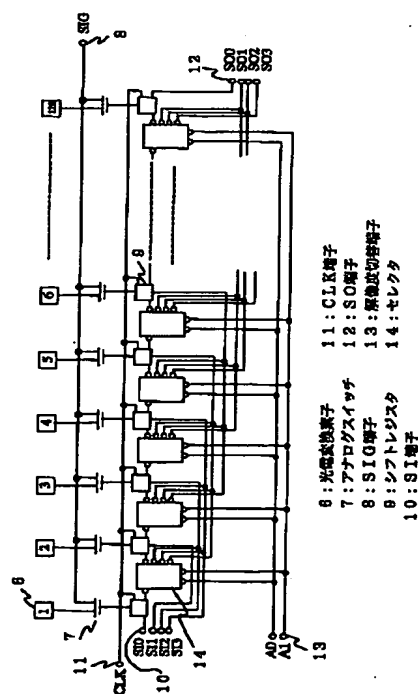 SIG
8
128
6
5
4
3
2
1
6
7
9
11
CLK
10
SI0
SI1
SI2
SI3
14
12
SO0
SO1
SO2
SO3
A0
A1
13
6：光電変換素子
7：アナログスイッチ
8：SIG端子
9：シフトレジスタ
10：SI端子
11：CLK端子
12：SO端子
13：解像度切替端子
14：セレクタ